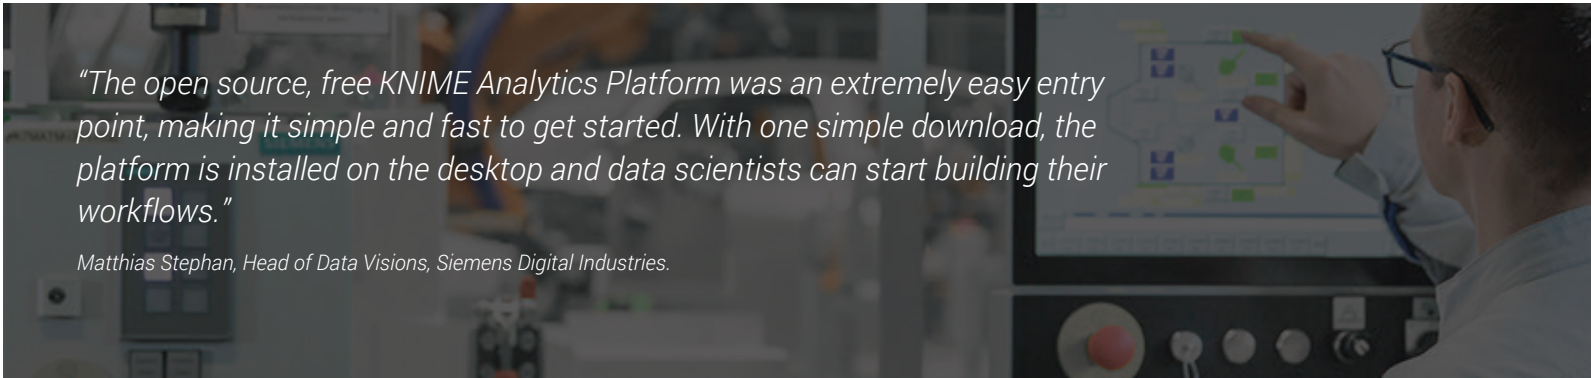 “The open source, free KNIME Analytics Platform was an extremely easy entry
point, making it simple and fast to get started. With one simple download, the
platform is installed on the desktop and data scientists can start building their
workflows.”
Matthias Stephan, Head of Data Visions, Siemens Digital Industries.
SIEMENS